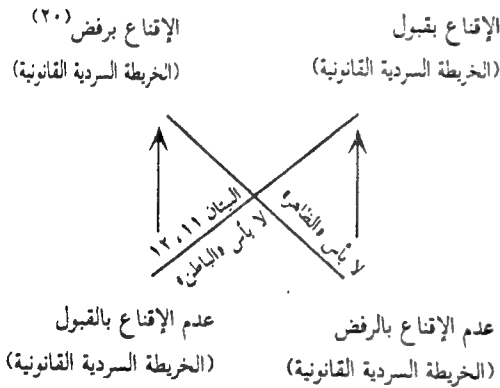 الإقناع بقبول
(الخريطة السردية القانونية)
الإقناع برفض (٢٠)
(الخريطة السردية القانونية)
البيتان ١١، ١٢
لا بأس «الباطن»
لا بأس «الظاهر»
عدم الإقناع بالرفض
(الخريطة السردية القانونية)
عدم الإقناع بالقبول
(الخريطة السردية القانونية)